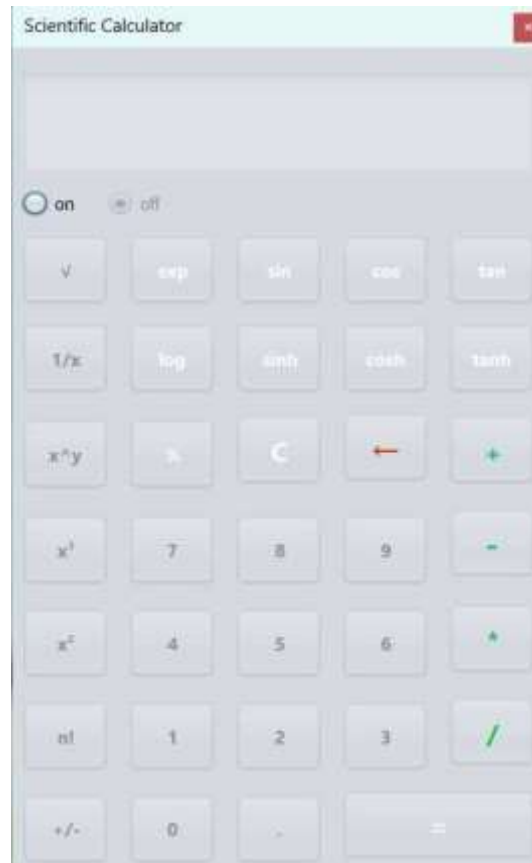 Scientific Calculator
on off
√ exp sin cos tan
1/x log sinh cosh tanh
x^y % C ← +
x³ 7 8 9 -
x² 4 5 6 *
n! 1 2 3 /
+/- 0 . =